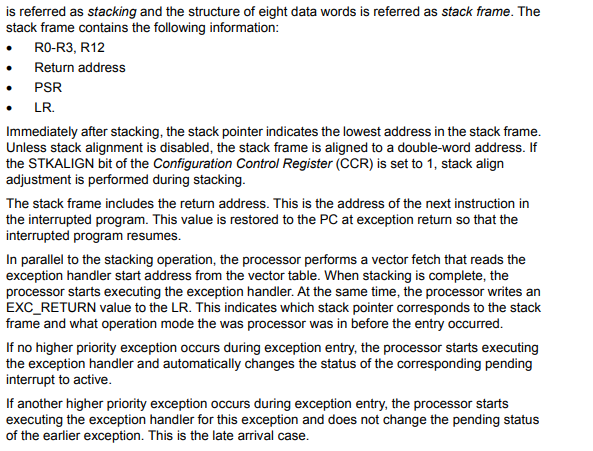 is referred as stacking and the structure of eight data words is referred as stack frame. The
stack frame contains the following information:
• R0-R3, R12
• Return address
• PSR
• LR.
Immediately after stacking, the stack pointer indicates the lowest address in the stack frame.
Unless stack alignment is disabled, the stack frame is aligned to a double-word address. If
the STKALIGN bit of the Configuration Control Register (CCR) is set to 1, stack align
adjustment is performed during stacking.
The stack frame includes the return address. This is the address of the next instruction in
the interrupted program. This value is restored to the PC at exception return so that the
interrupted program resumes.
In parallel to the stacking operation, the processor performs a vector fetch that reads the
exception handler start address from the vector table. When stacking is complete, the
processor starts executing the exception handler. At the same time, the processor writes an
EXC_RETURN value to the LR. This indicates which stack pointer corresponds to the stack
frame and what operation mode the was processor was in before the entry occurred.
If no higher priority exception occurs during exception entry, the processor starts executing
the exception handler and automatically changes the status of the corresponding pending
interrupt to active.
If another higher priority exception occurs during exception entry, the processor starts
executing the exception handler for this exception and does not change the pending status
of the earlier exception. This is the late arrival case.